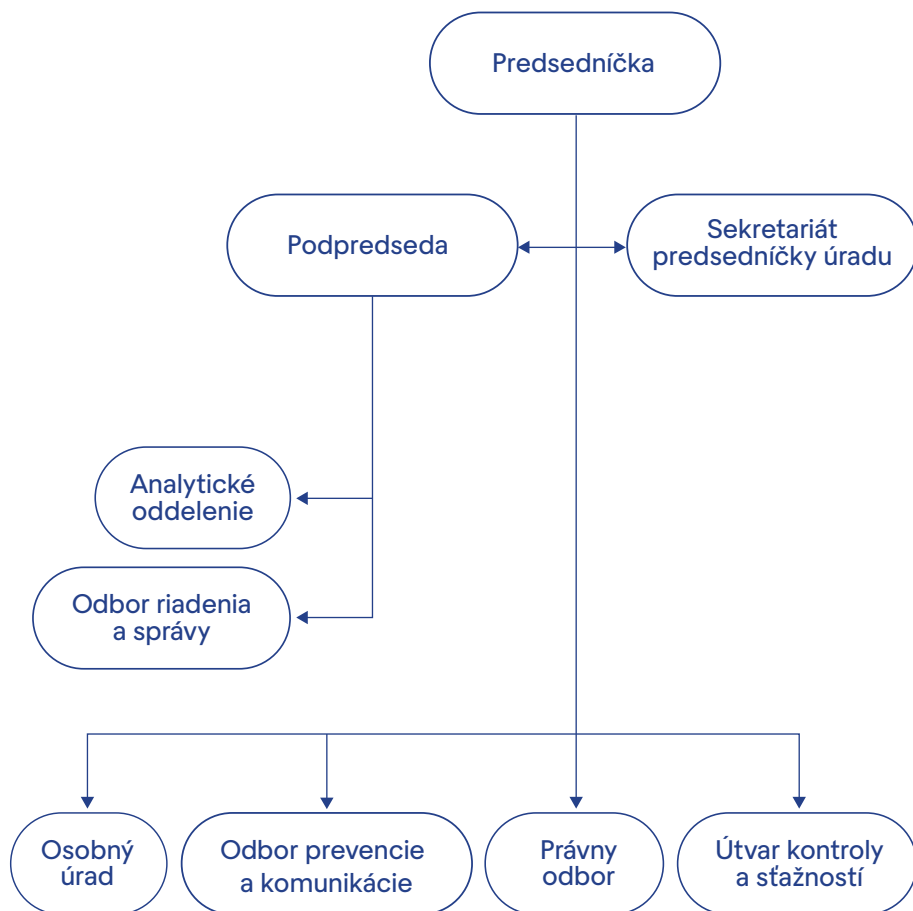 Predsedníčka
Podpredseda
Sekretariát
predsedníčky úradu
Analytické
oddelenie
Odbor riadenia
a správy
Osobný
úrad
Odbor prevencie
a komunikácie
Právny
odbor
Útvar kontroly
a sťažností